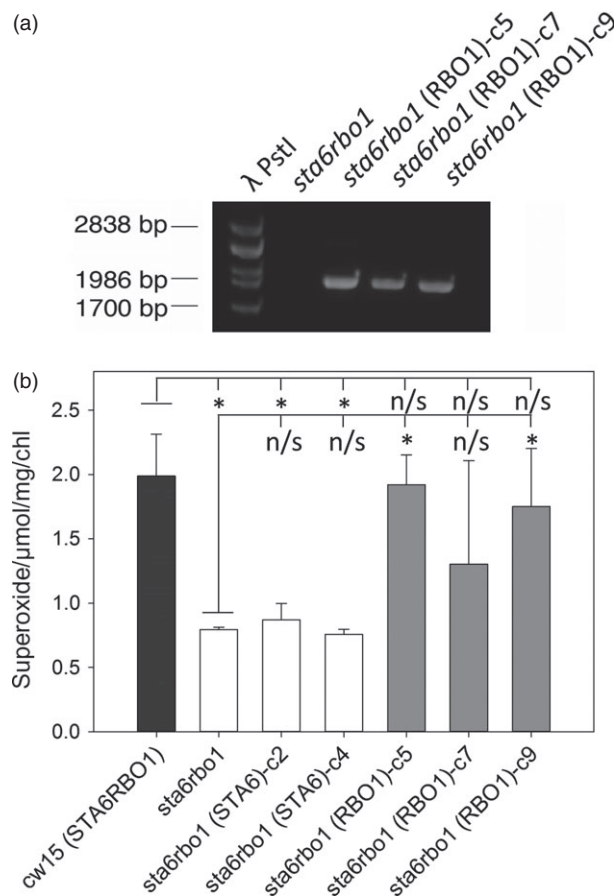 (a)
λ PstI
sta6rbo1
sta6rbo1 (RBO1)-c5
sta6rbo1 (RBO1)-c7
sta6rbo1 (RBO1)-c9
2838 bp
1986 bp
1700 bp
(b)
* * * n/s n/s n/s
n/s n/s * n/s *
2.5
2.0
1.5
1.0
0.5
0.0
Superoxide/µmol/mg/chl
cw15 (STA6RBO1)
sta6rbo1
sta6rbo1 (STA6)-c2
sta6rbo1 (STA6)-c4
sta6rbo1 (RBO1)-c5
sta6rbo1 (RBO1)-c7
sta6rbo1 (RBO1)-c9